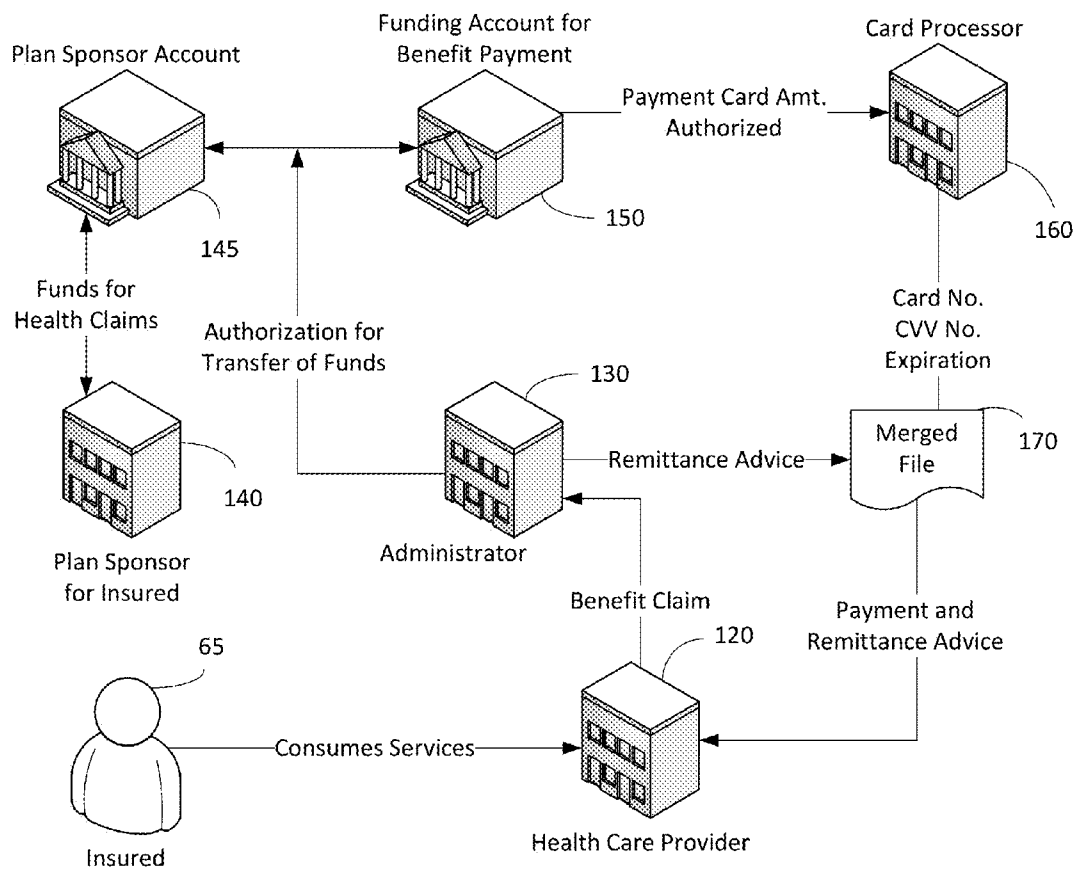 Funding Account for
Benefit Payment
Card Processor
Plan Sponsor Account
Payment Card Amt.
Authorized
145
150
160
Funds for
Health Claims
Authorization for
Transfer of Funds
Card No.
CVV No.
Expiration
130
140
Remittance Advice
Merged
File
170
Plan Sponsor
for Insured
Administrator
Benefit Claim
Payment and
Remittance Advice
65
120
Consumes Services
Insured
Health Care Provider